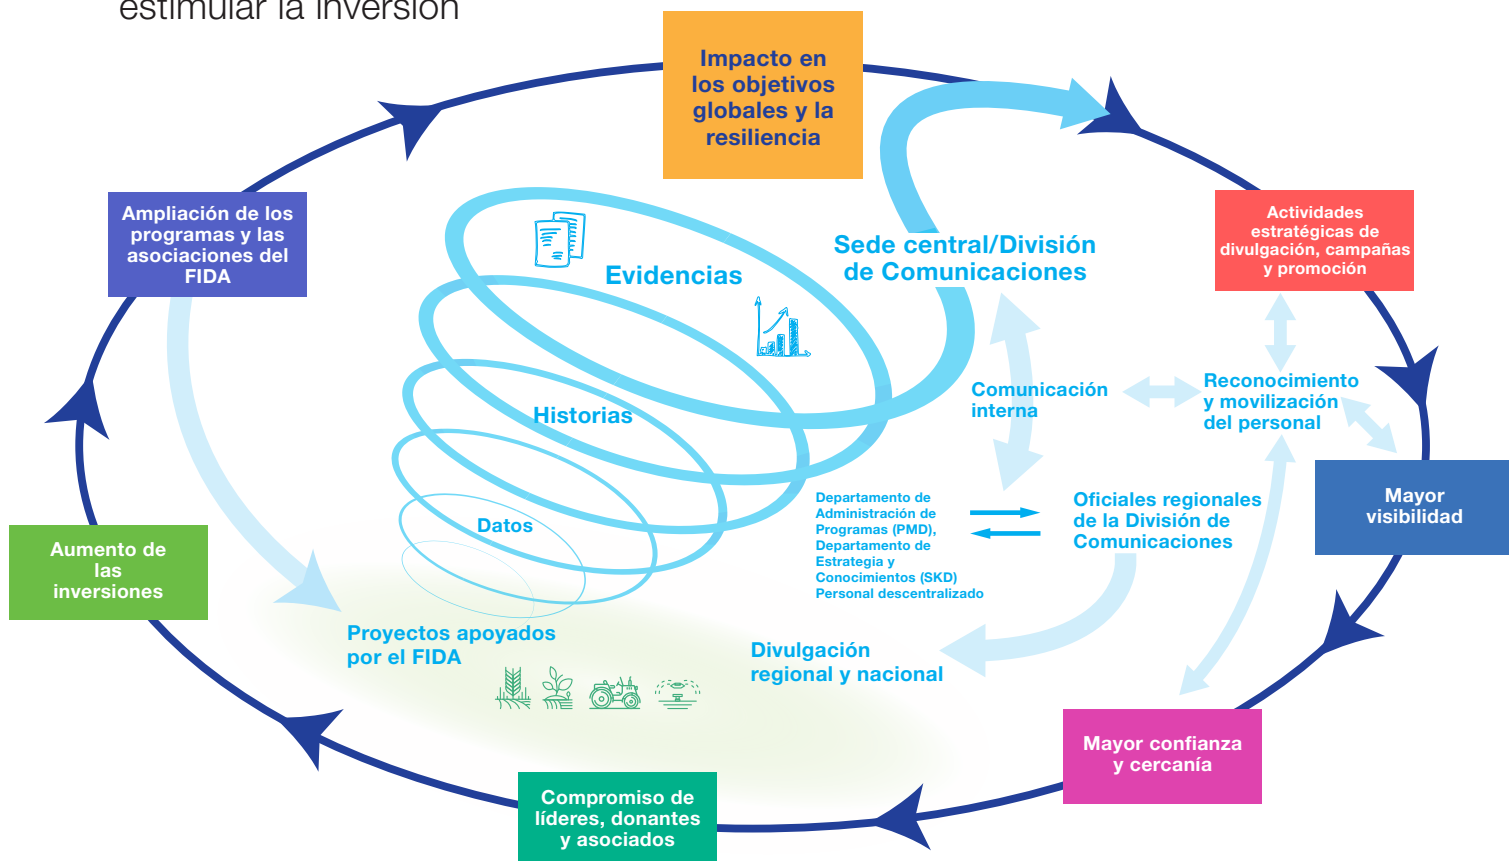 estimular la inversión
Impacto en
los objetivos
globales y la
resiliencia
Ampliación de los
programas y las
asociaciones del
FIDA
Actividades
estratégicas de
divulgación, campañas
y promoción
Evidencias
Sede central/División
de Comunicaciones
Comunicación
interna
Reconocimiento
y movilización
del personal
Historias
Datos
Departamento de
Administración de
Programas (PMD),
Departamento de
Estrategia y
Conocimientos (SKD)
Personal descentralizado
Oficiales regionales
de la División de
Comunicaciones
Mayor
visibilidad
Aumento de
las
inversiones
Proyectos apoyados
por el FIDA
Divulgación
regional y nacional
Mayor confianza
y cercanía
Compromiso de
líderes, donantes
y asociados